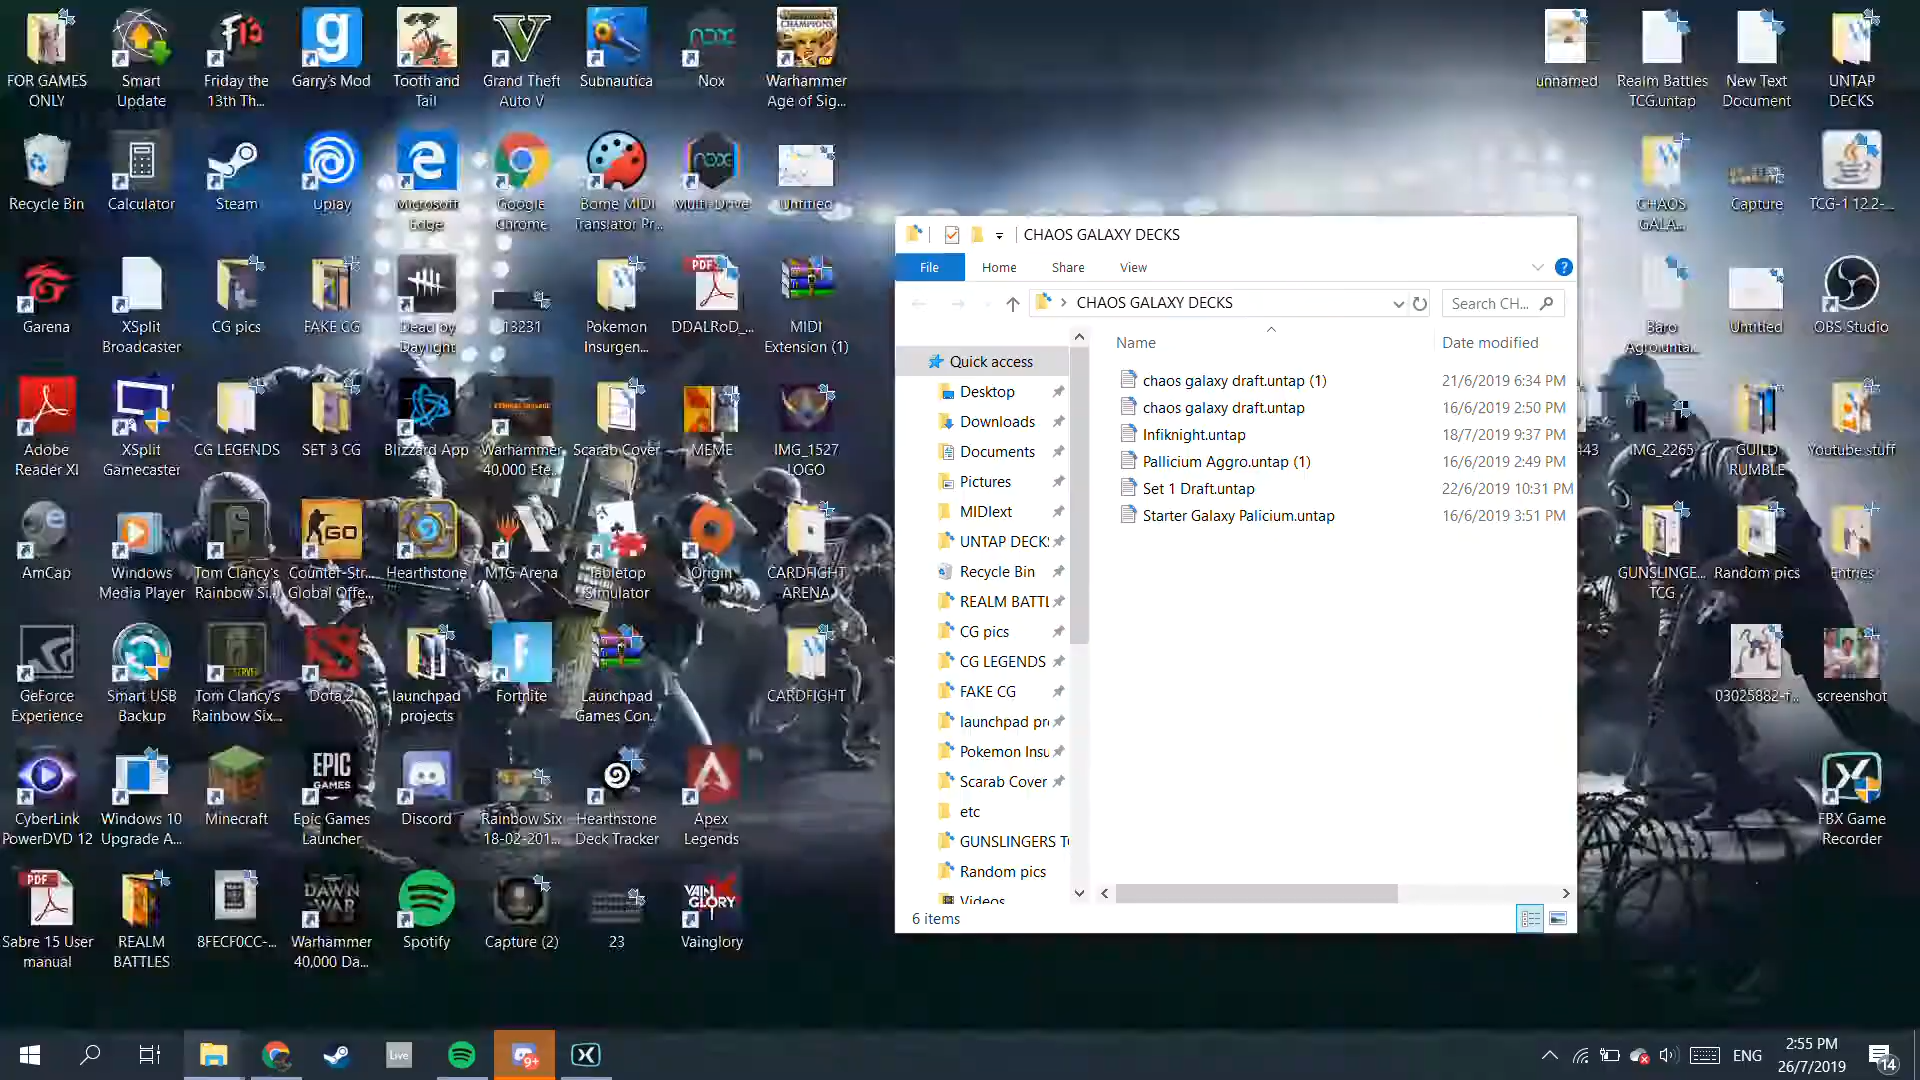 FOR GAMES
ONLY
Smart
Update
Friday the
13th Th...
Garry's Mod
Tooth and
Tail
Grand Theft
Auto V
Subnautica
Nox
Warhammer
Age of Sig...
unnamed
Realm Battles
TCG.untap
New Text
Document
UNTAP
DECKS
Recycle Bin
Calculator
Steam
Uplay
Microsoft
Edge
Google
Chrome
Bome MIDI
Translator Pr...
Multi-Drive
Untitled
CHAOS
GALA...
Capture
TCG-1 12.2-...
CHAOS GALAXY DECKS
File
Home
Share
View
CHAOS GALAXY DECKS
Search CH...
Name
Date modified
Quick access
Desktop
Downloads
Documents
Pictures
MIDIext
UNTAP DECKS
Recycle Bin
REALM BATTL
CG pics
CG LEGENDS
FAKE CG
launchpad pr
Pokemon Insu
Scarab Cover
etc
GUNSLINGERS T
Random pics
Videos
chaos galaxy draft.untap (1) 21/6/2019 6:34 PM
chaos galaxy draft.untap 16/6/2019 2:50 PM
Infiknight.untap 18/7/2019 9:37 PM
Pallicium Aggro.untap (1) 16/6/2019 2:49 PM
Set 1 Draft.untap 22/6/2019 10:31 PM
Starter Galaxy Palicium.untap 16/6/2019 3:51 PM
6 items
Garena
XSplit
Broadcaster
CG pics
FAKE CG
Dead by
Daylight
13231
Pokemon
Insurgen...
PDF
DDALRoD_...
MIDI
Extension (1)
Baro
Agro.unta...
Untitled
OBS Studio
Adobe
Reader XI
XSplit
Gamecaster
CG LEGENDS
SET 3 CG
Blizzard App
Warhammer
40,000 Ete...
Scarab Cover
MEME
IMG_1527
LOGO
443
IMG_2265
GUILD
RUMBLE
Youtube stuff
AmCap
Windows
Media Player
Tom Clancy's
Rainbow Si...
GO
Counter-Str...
Global Offe...
Hearthstone
MTG Arena
Tabletop
Simulator
Origin
CARDFIGHT
ARENA
GUNSLINGE...
TCG
Random pics
Entries
GeForce
Experience
Smart USB
Backup
Tom Clancy's
Rainbow Six...
Dota 2
launchpad
projects
Fortnite
Launchpad
Games Con...
CARDFIGHT
03025882-f...
screenshot
CyberLink
PowerDVD 12
Windows 10
Upgrade A...
Minecraft
EPIC
GAMES
Epic Games
Launcher
Discord
Rainbow Six
18-02-201...
Hearthstone
Deck Tracker
Apex
Legends
FBX Game
Recorder
PDF
Sabre 15 User
manual
REALM
BATTLES
8FECF0CC-...
DAWN
WAR
Warhammer
40,000 Da...
Spotify
Capture (2)
23
VAIN
GLORY
Vainglory
Live
9+
ENG
2:55 PM
26/7/2019
14